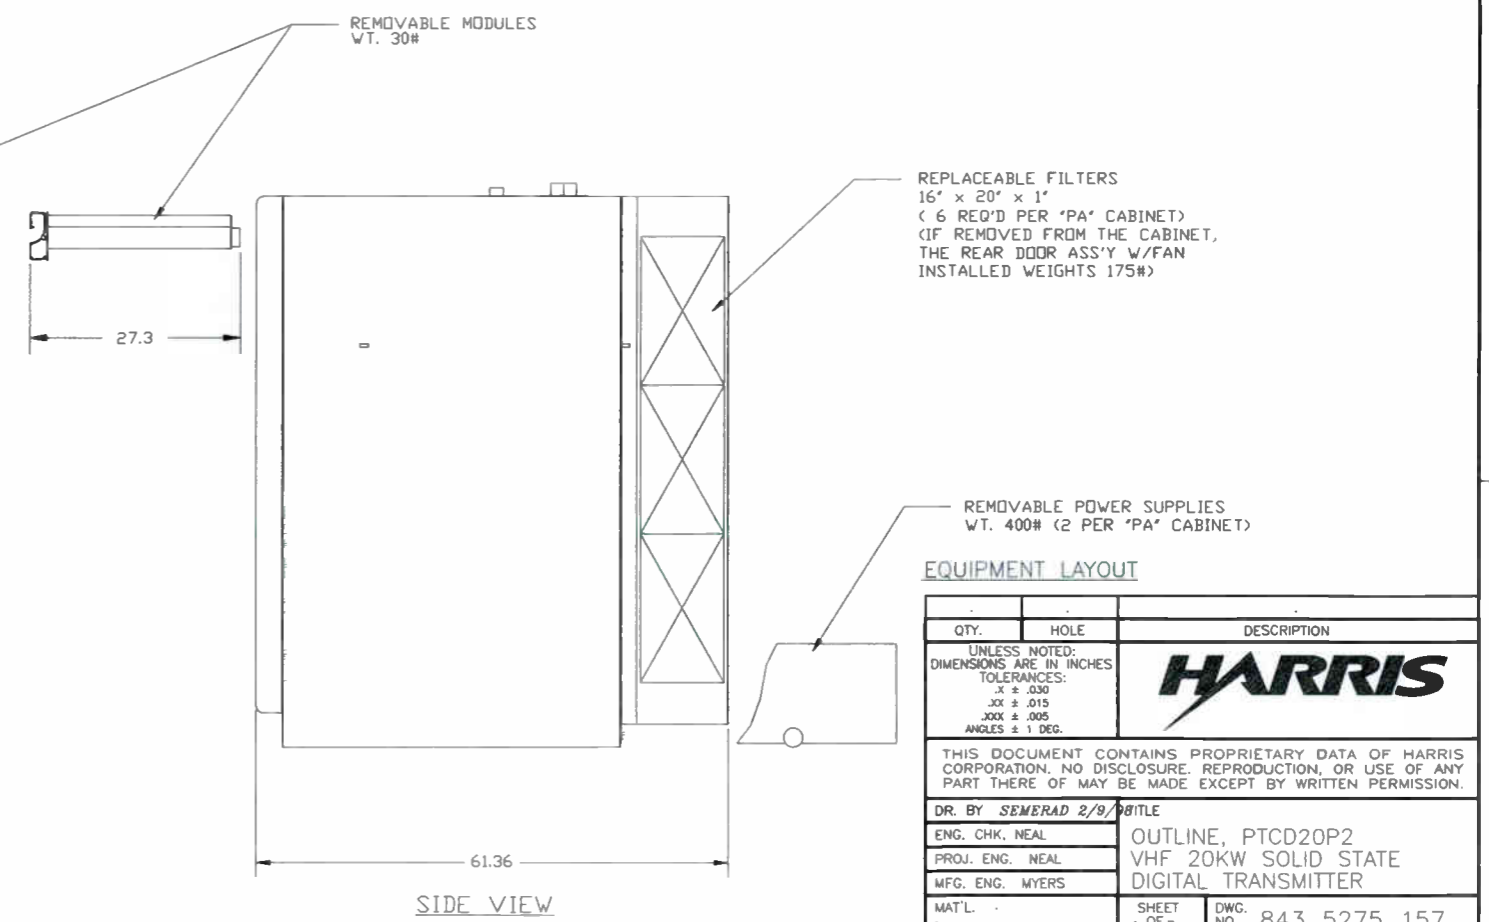 REMOVABLE MODULES
WT. 30#
REPLACEABLE FILTERS
16" x 20" x 1"
( 6 REQ'D PER "PA" CABINET)
(IF REMOVED FROM THE CABINET,
THE REAR DOOR ASS'Y W/FAN
INSTALLED WEIGHTS 175#)
27.3
REMOVABLE POWER SUPPLIES
WT. 400# (2 PER "PA" CABINET)
EQUIPMENT LAYOUT
QTY. HOLE DESCRIPTION
UNLESS NOTED:
DIMENSIONS ARE IN INCHES
TOLERANCES:
.X ± .030
.XX ± .015
.XXX ± .005
ANGLES ± 1 DEG.
HARRIS
THIS DOCUMENT CONTAINS PROPRIETARY DATA OF HARRIS
CORPORATION. NO DISCLOSURE. REPRODUCTION, OR USE OF ANY
PART THERE OF MAY BE MADE EXCEPT BY WRITTEN PERMISSION.
DR. BY SEMERAD 2/9/98
TITLE
ENG. CHK. NEAL
PROJ. ENG. NEAL
MFG. ENG. MYERS
OUTLINE, PTCD20P2
VHF 20KW SOLID STATE
DIGITAL TRANSMITTER
MAT'L. .
SHEET
- OF -
DWG.
NO. 843 5275 157
61.36
SIDE VIEW